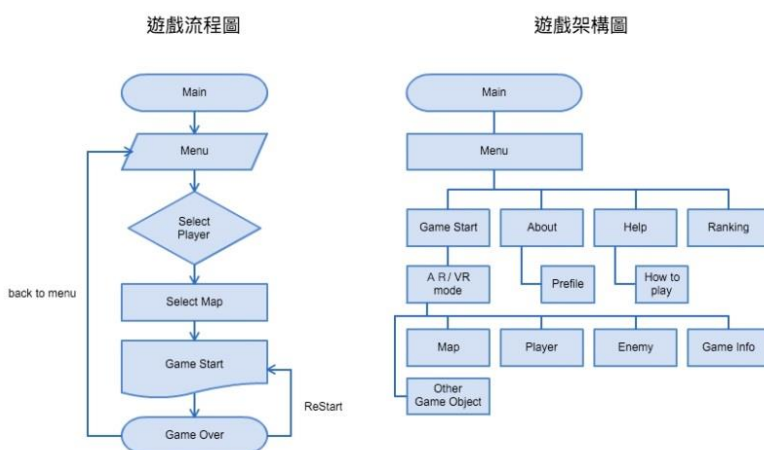 遊戲流程圖
Main
Menu
Select
Player
Select Map
Game Start
Game Over
back to menu
ReStart
遊戲架構圖
Main
Menu
Game Start
About
Help
Ranking
A R / VR
mode
Prefile
How to
play
Map
Player
Enemy
Game Info
Other
Game Object